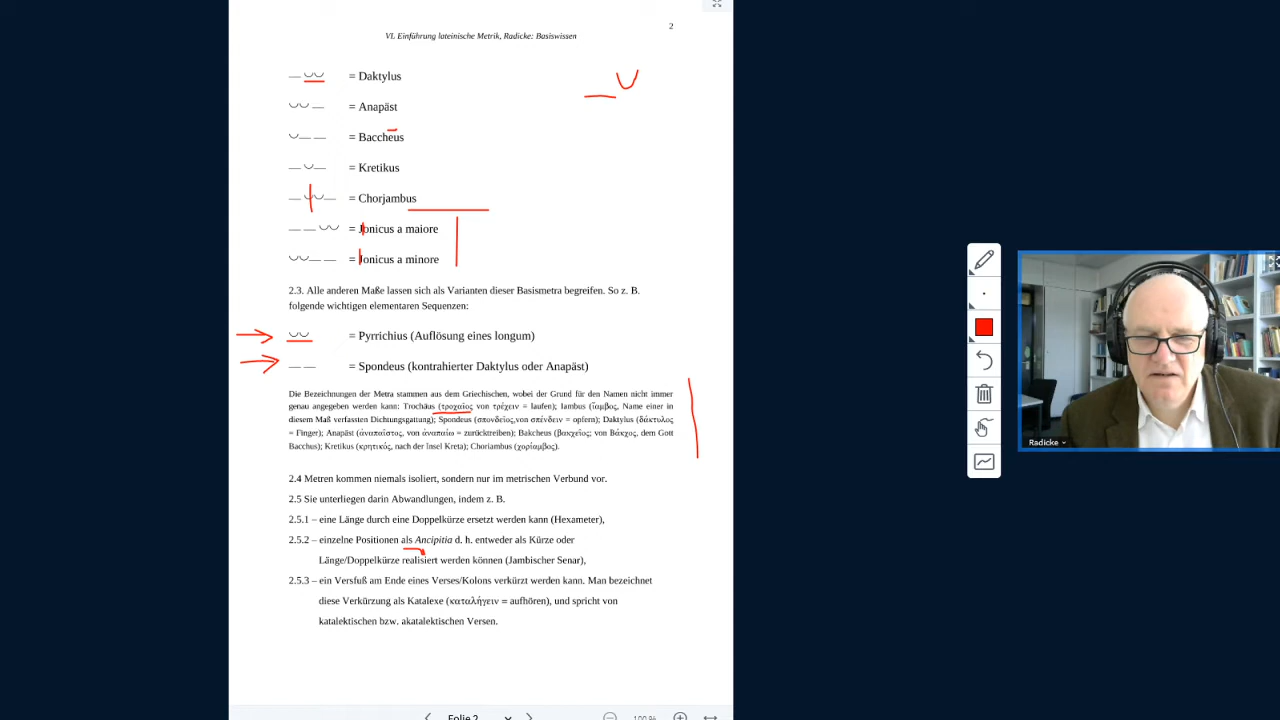 2
VL Einführung lateinische Metrik, Radicke: Basiswissen
— ◡◡ = Daktylus
◡◡ — = Anapäst
◡— — = Baccheus
— ◡— = Kretikus
— ◡◡— = Chorjambus
— — ◡◡ = Jonicus a maiore
◡◡— — = Jonicus a minore
2.3. Alle anderen Maße lassen sich als Varianten dieser Basismetra begreifen. So z. B.
folgende wichtigen elementaren Sequenzen:
◡◡ = Pyrrichius (Auflösung eines longum)
— — = Spondeus (kontrahierter Daktylus oder Anapäst)
Die Bezeichnungen der Metra stammen aus dem Griechischen, wobei der Grund für den Namen nicht immer
genau angegeben werden kann: Trochäus (τροχαῖος von τρέχειν = laufen); Iambus (ἴαμβος, Name einer in
diesem Maß verfassten Dichtungsgattung); Spondeus (σπονδεῖος,von σπένδειν = opfern); Daktylus (δάκτυλος
= Finger); Anapäst (ἀναπαῖστος, von ἀναπαίω = zurücktreiben); Bakcheus (βακχεῖος; von Βάκχος, dem Gott
Bacchus); Kretikus (κρητικός, nach der Insel Kreta); Choriambus (χορίαμβος).
2.4 Metren kommen niemals isoliert, sondern nur im metrischen Verbund vor.
2.5 Sie unterliegen darin Abwandlungen, indem z. B.
2.5.1 – eine Länge durch eine Doppelkürze ersetzt werden kann (Hexameter),
2.5.2 – einzelne Positionen als Ancipitia d. h. entweder als Kürze oder
Länge/Doppelkürze realisiert werden können (Jambischer Senar),
2.5.3 – ein Versfuß am Ende eines Verses/Kolons verkürzt werden kann. Man bezeichnet
diese Verkürzung als Katalexe (καταλήγειν = aufhören), und spricht von
katalektischen bzw. akatalektischen Versen.
Folie 2
100 %
Radicke